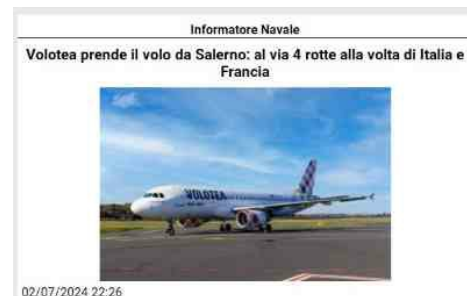 Informatore Navale
Volotea prende il volo da Salerno: al via 4 rotte alla volta di Italia e
Francia
VOLOTEA
02/07/2024 22:26